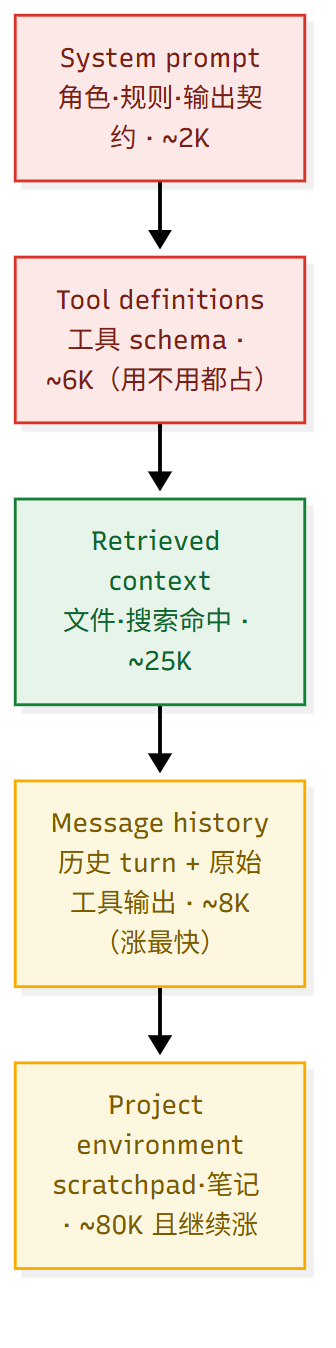 System prompt
角色·规则·输出契
约 · ~2K
Tool definitions
工具 schema ·
~6K（用不用都占）
Retrieved
context
文件·搜索命中 ·
~25K
Message history
历史 turn + 原始
工具输出 · ~8K
（涨最快）
Project
environment
scratchpad·笔记
· ~80K 且继续涨